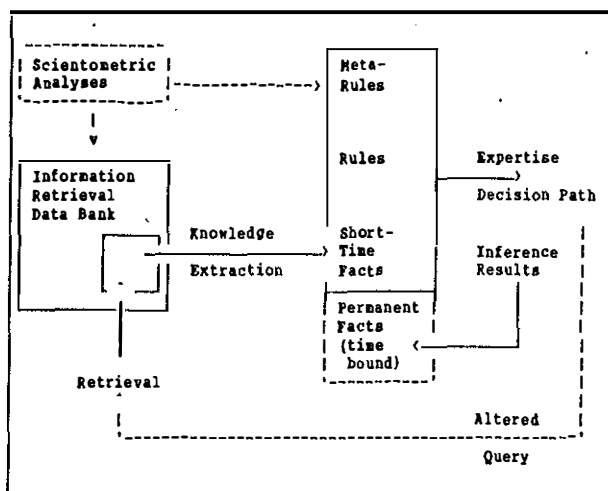 Scientometric
Analyses
Information
Retrieval
Data Bank
Knowledge
Extraction
Retrieval
Meta-
Rules
Rules
Short-
Time
Facts
Permanent
Facts
(time
bound)
Expertise
Decision Path
Inference
Results
Altered
Query